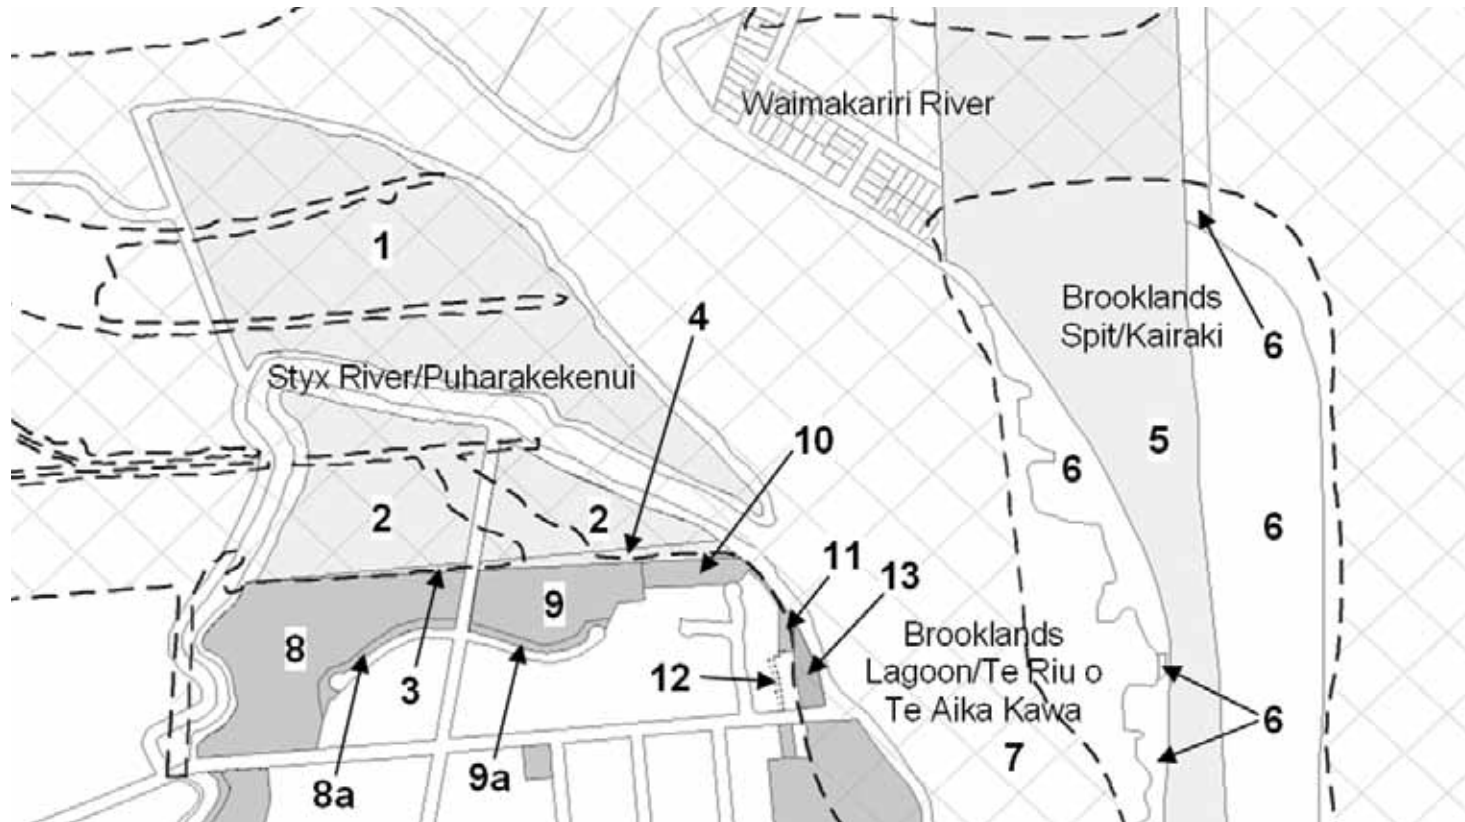 Waimakariri River
1
Brooklands
Spit/Kairaki
6
4
Styx River/Puharakekenui
10
5
6
2
2
6
11
13
9
8
Brooklands
Lagoon/Te Riu o
Te Aika Kawa
3
12
6
7
8a
9a